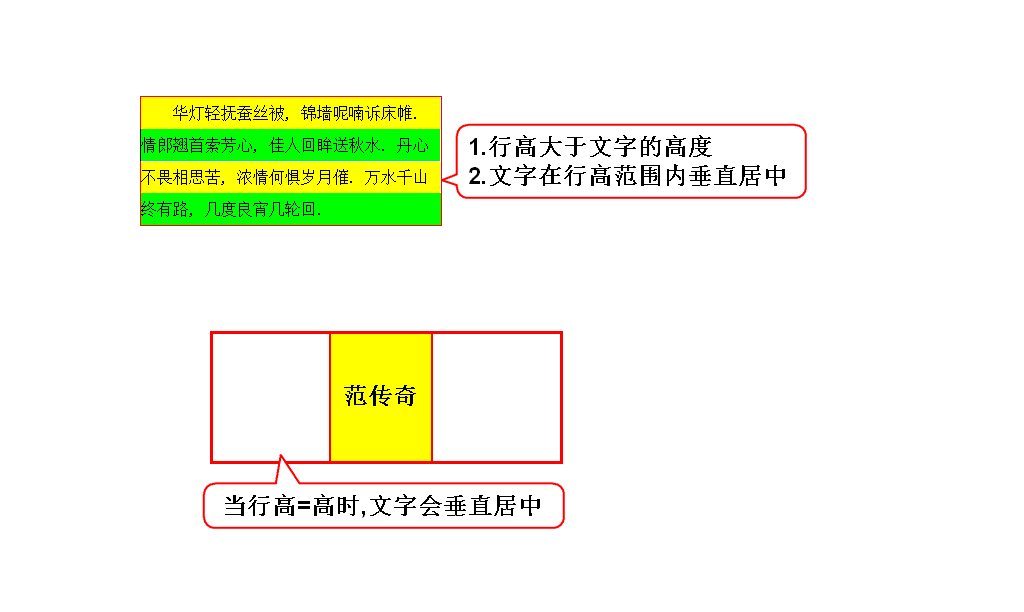 华灯轻抚蚕丝被, 锦墙呢喃诉床帷.
情郎翘首索芳心, 佳人回眸送秋水. 丹心
不畏相思苦, 浓情何惧岁月催. 万水千山
终有路, 几度良宵几轮回.
1.行高大于文字的高度
2.文字在行高范围内垂直居中
范传奇
当行高=高时,文字会垂直居中